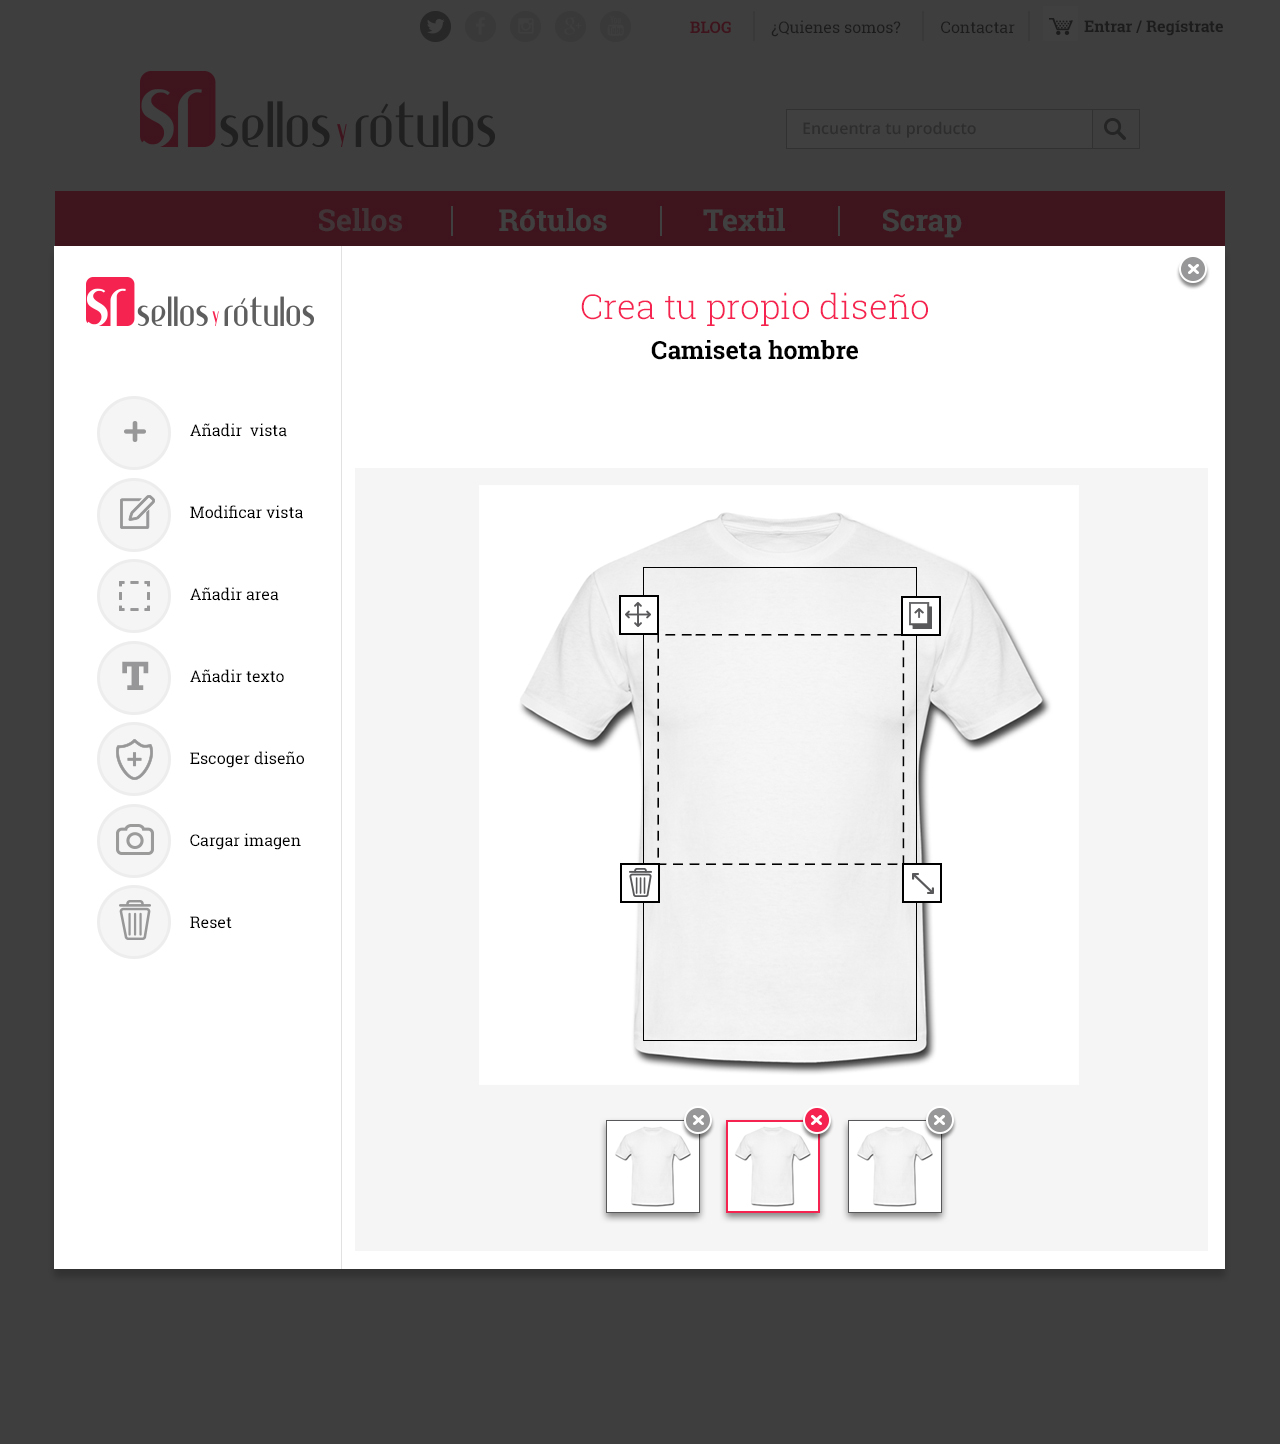 BLOG
¿Quienes somos?
Contactar
Entrar / Regístrate
sr sellos y rótulos
Encuentra tu producto
Sellos
Rótulos
Textil
Scrap
sr sellos y rótulos
Crea tu propio diseño
Camiseta hombre
Añadir vista
Modificar vista
Añadir area
T
Añadir texto
Escoger diseño
Cargar imagen
Reset